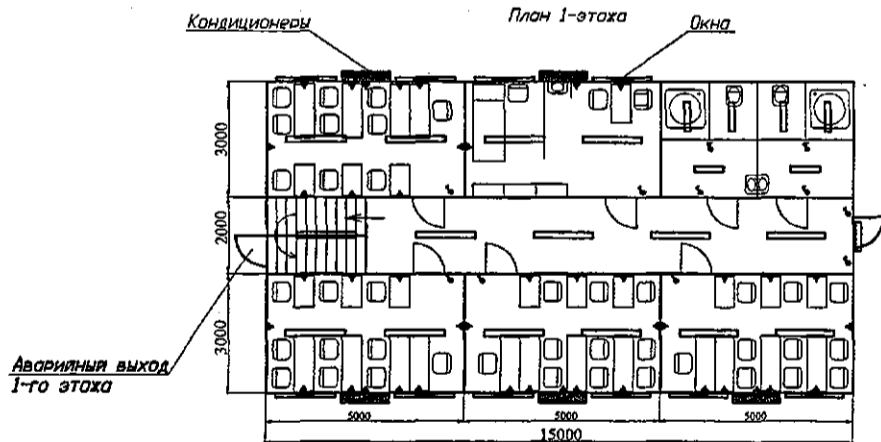 План 1-этажа
Кондиционеры
Окна
3000
2000
3000
Аварийный выход
1-го этажа
5000
5000
5000
15000